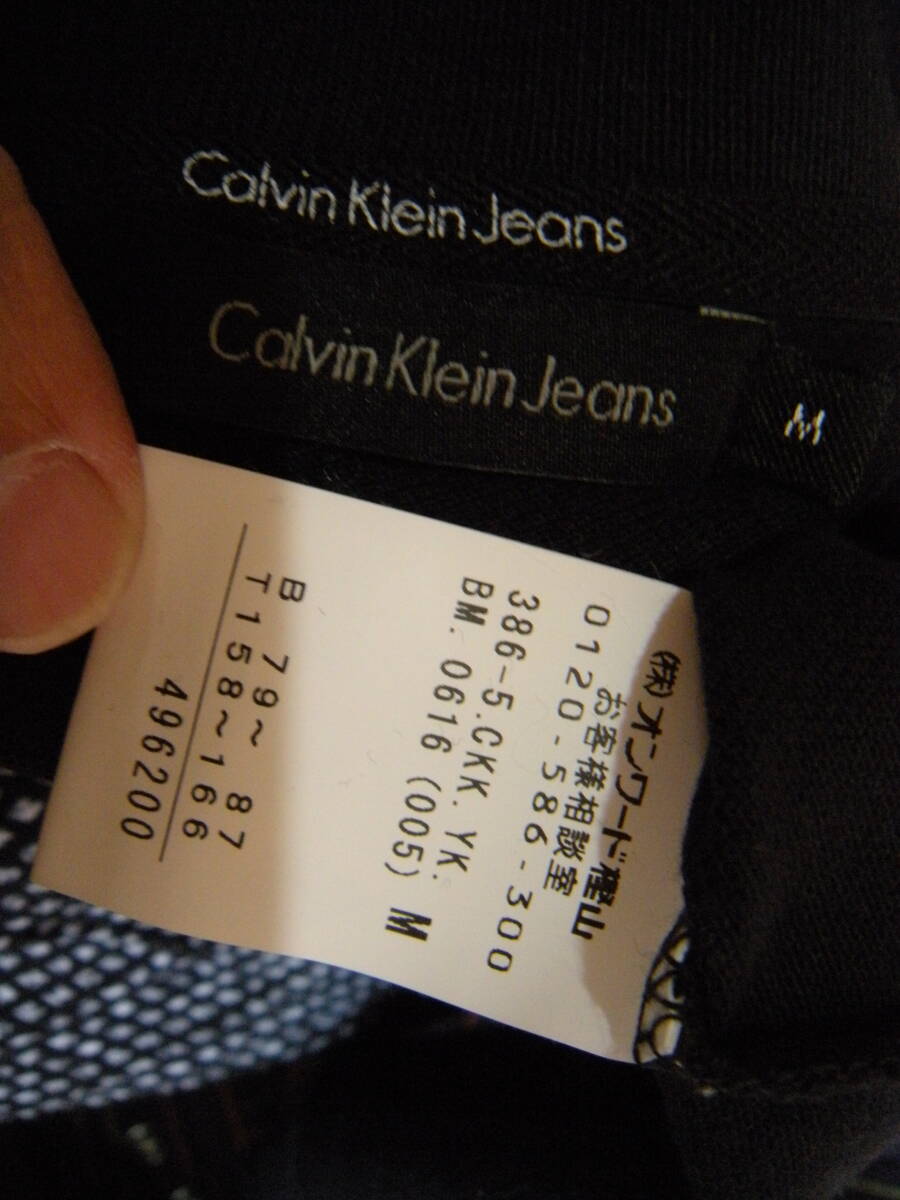 Calvin Klein Jeans
Calvin Klein Jeans
M
㈱オンワード樫山
お客様相談室
0120-586-300
386-5.CKK.YK.
BM.0616(005) M
B 79~ 87
T158~166
496200